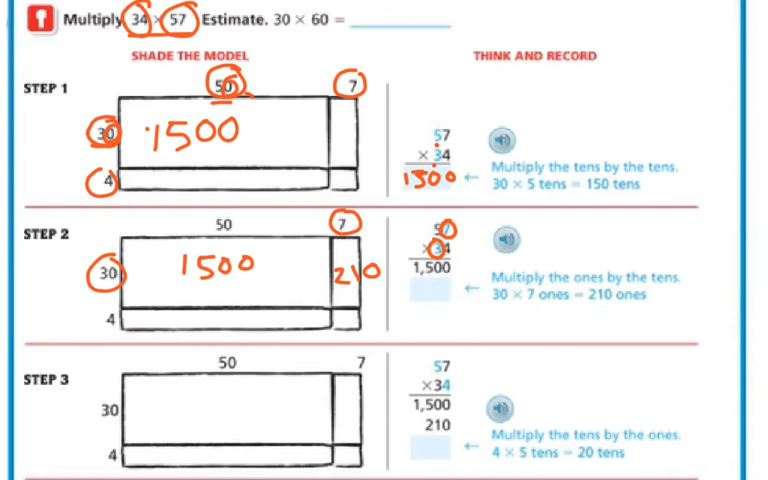 Multiply 34 × 57 Estimate. 30 × 60 =
SHADE THE MODEL
THINK AND RECORD
STEP 1
50
7
30
4
1500
57
× 34
1500
← Multiply the tens by the tens.
30 × 5 tens = 150 tens
STEP 2
50
7
30
4
1500
210
57
×34
1,500
← Multiply the ones by the tens.
30 × 7 ones = 210 ones
STEP 3
50
7
30
4
57
×34
1,500
210
← Multiply the tens by the ones.
4 × 5 tens = 20 tens